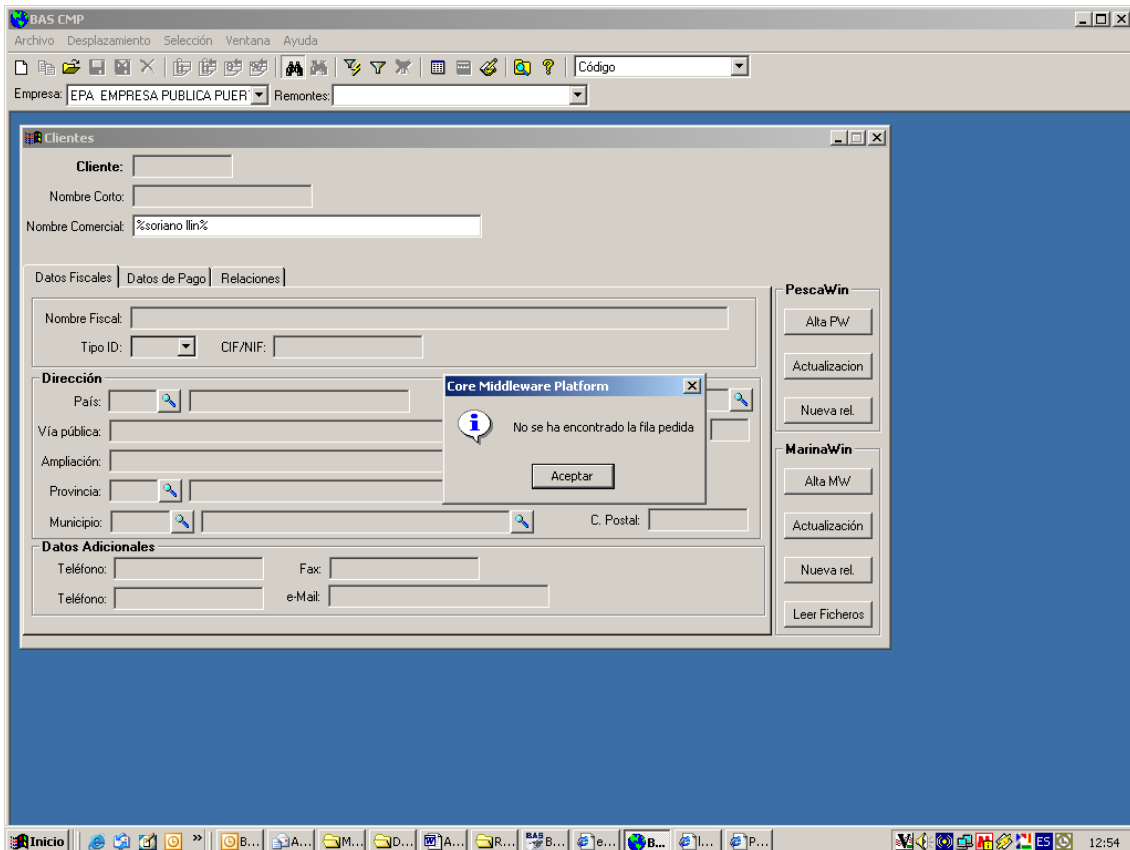 BAS CMP
Archivo Desplazamiento Selección Ventana Ayuda
Código
Empresa: EPA EMPRESA PUBLICA PUER Remontes:
Clientes
Cliente:
Nombre Corto:
Nombre Comercial: %soriano llin%
Datos Fiscales Datos de Pago Relaciones
Nombre Fiscal:
Tipo ID: CIF/NIF:
Dirección
País:
Vía pública:
Ampliación:
Provincia:
Municipio: C. Postal:
Datos Adicionales
Teléfono: Fax:
Teléfono: e-Mail:
PescaWin
Alta PW
Actualizacion
Nueva rel.
MarinaWin
Alta MW
Actualización
Nueva rel.
Leer Ficheros
Core Middleware Platform
No se ha encontrado la fila pedida
Aceptar
Inicio » B... A... M... D... A... R... BAS B... e... B... I... P... ES 12:54